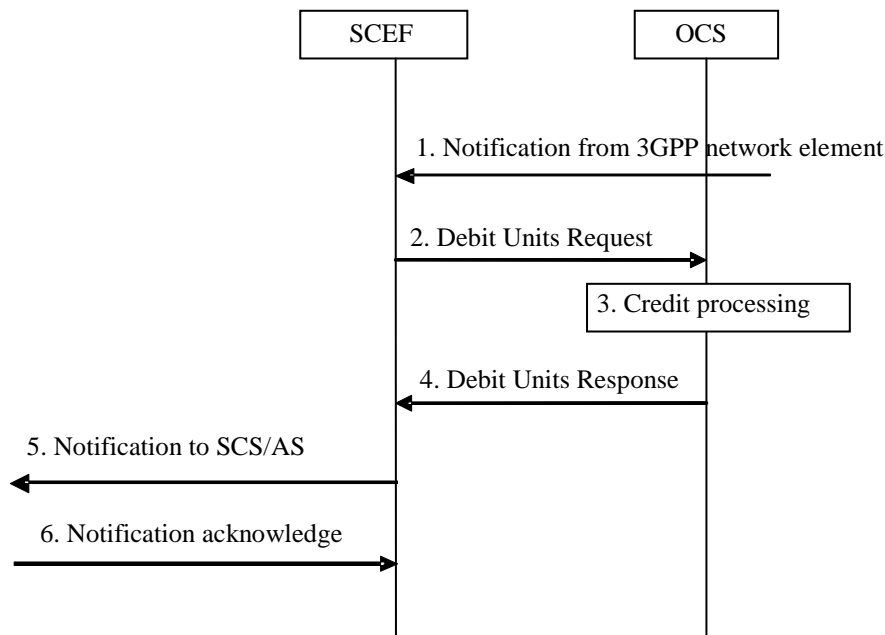 SCEF
OCS
1. Notification from 3GPP network element
2. Debit Units Request
3. Credit processing
4. Debit Units Response
5. Notification to SCS/AS
6. Notification acknowledge